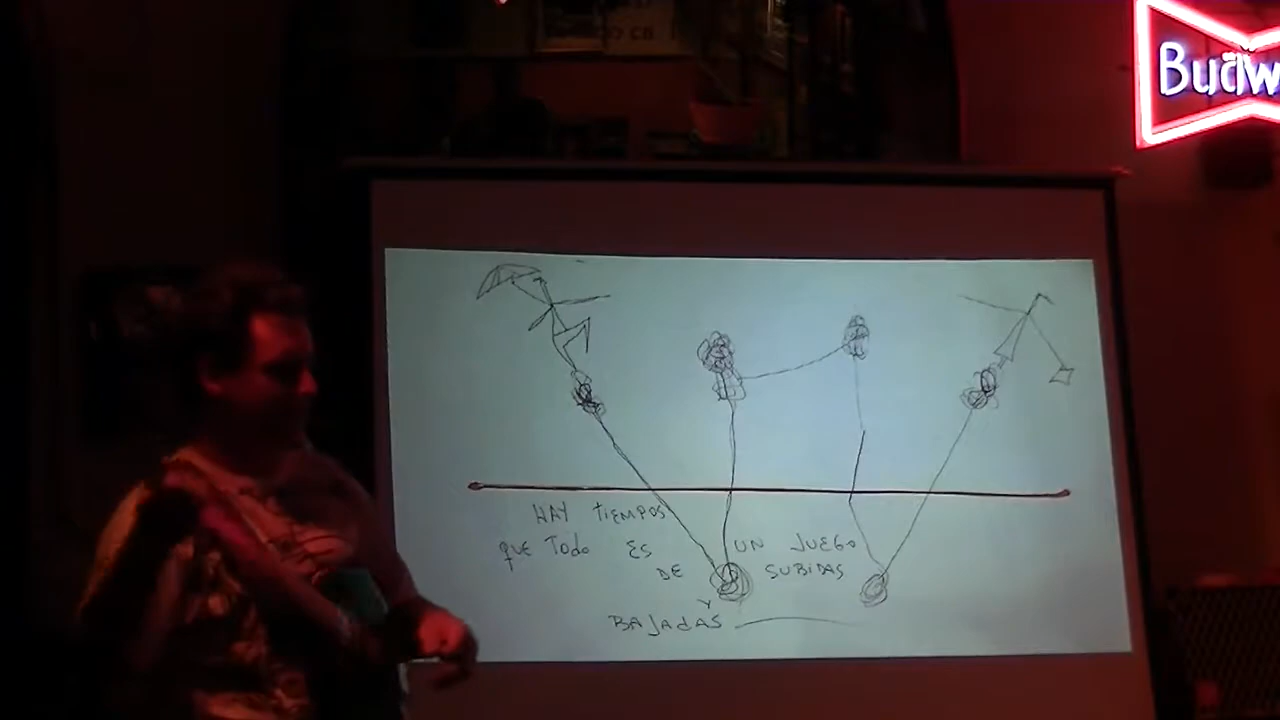 Budw
HAY TIEMPOS
QUE TODO ES UN JUEGO
DE SUBIDAS
Y
BAJADAS